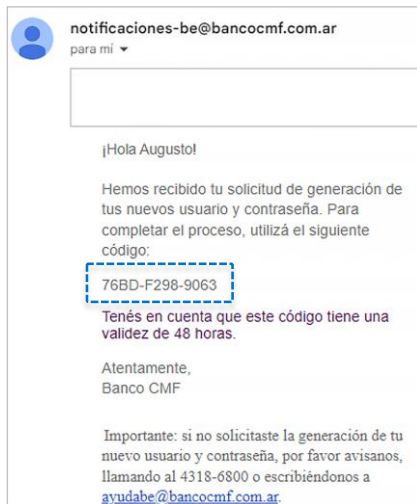 notificaciones-be@bancocmf.com.ar
para mí
¡Hola Augusto!
Hemos recibido tu solicitud de generación de
tus nuevos usuario y contraseña. Para
completar el proceso, utilizá el siguiente
código:
76BD-F298-9063
Tenés en cuenta que este código tiene una
validez de 48 horas.
Atentamente,
Banco CMF
Importante: si no solicitaste la generación de tu
nuevo usuario y contraseña, por favor avisanos,
llamando al 4318-6800 o escribiéndonos a
ayudabe@bancocmf.com.ar.